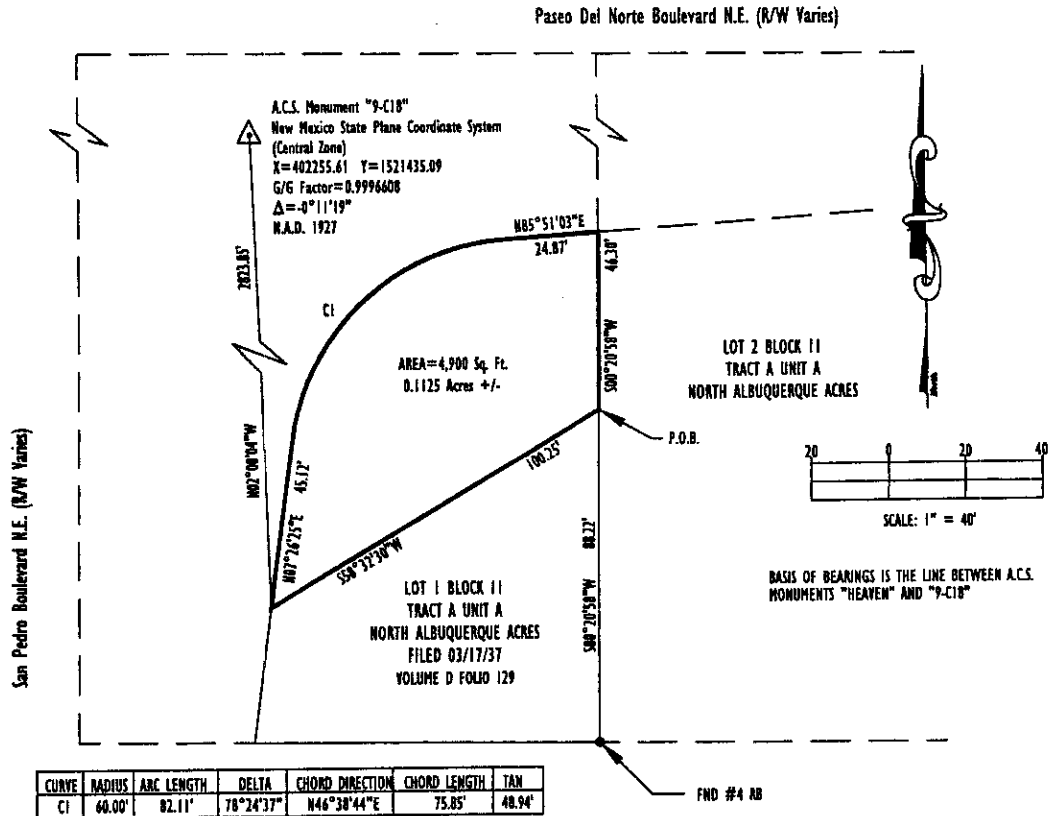 Paseo Del Norte Boulevard N.E. (R/W Varies)
A.C.S. Monument "9-C18"
New Mexico State Plane Coordinate System
(Central Zone)
X=402255.61 Y=1521435.09
G/G Factor=0.9996608
Δ=-0°11'19"
N.A.D. 1927
2823.85'
N02°00'04"W
C1
N85°51'03"E
24.87'
46.30'
S00°20'58"W
AREA=4,900 Sq. Ft.
0.1125 Acres +/-
LOT 2 BLOCK 11
TRACT A UNIT A
NORTH ALBUQUERQUE ACRES
North
P.O.B.
100.25'
S58°32'30"W
45.12'
N07°26'25"E
88.22'
S00°20'58"W
20 0 20 40
SCALE: 1" = 40'
BASIS OF BEARINGS IS THE LINE BETWEEN A.C.S.
MONUMENTS "HEAVEN" AND "9-C18"
LOT 1 BLOCK 11
TRACT A UNIT A
NORTH ALBUQUERQUE ACRES
FILED 03/17/37
VOLUME D FOLIO 129
San Pedro Boulevard N.E. (R/W Varies)
FND #4 RB
CURVE RADIUS ARC LENGTH DELTA CHORD DIRECTION CHORD LENGTH TAN
C1 60.00' 82.11' 78°24'37" N46°38'44"E 75.85' 48.94'